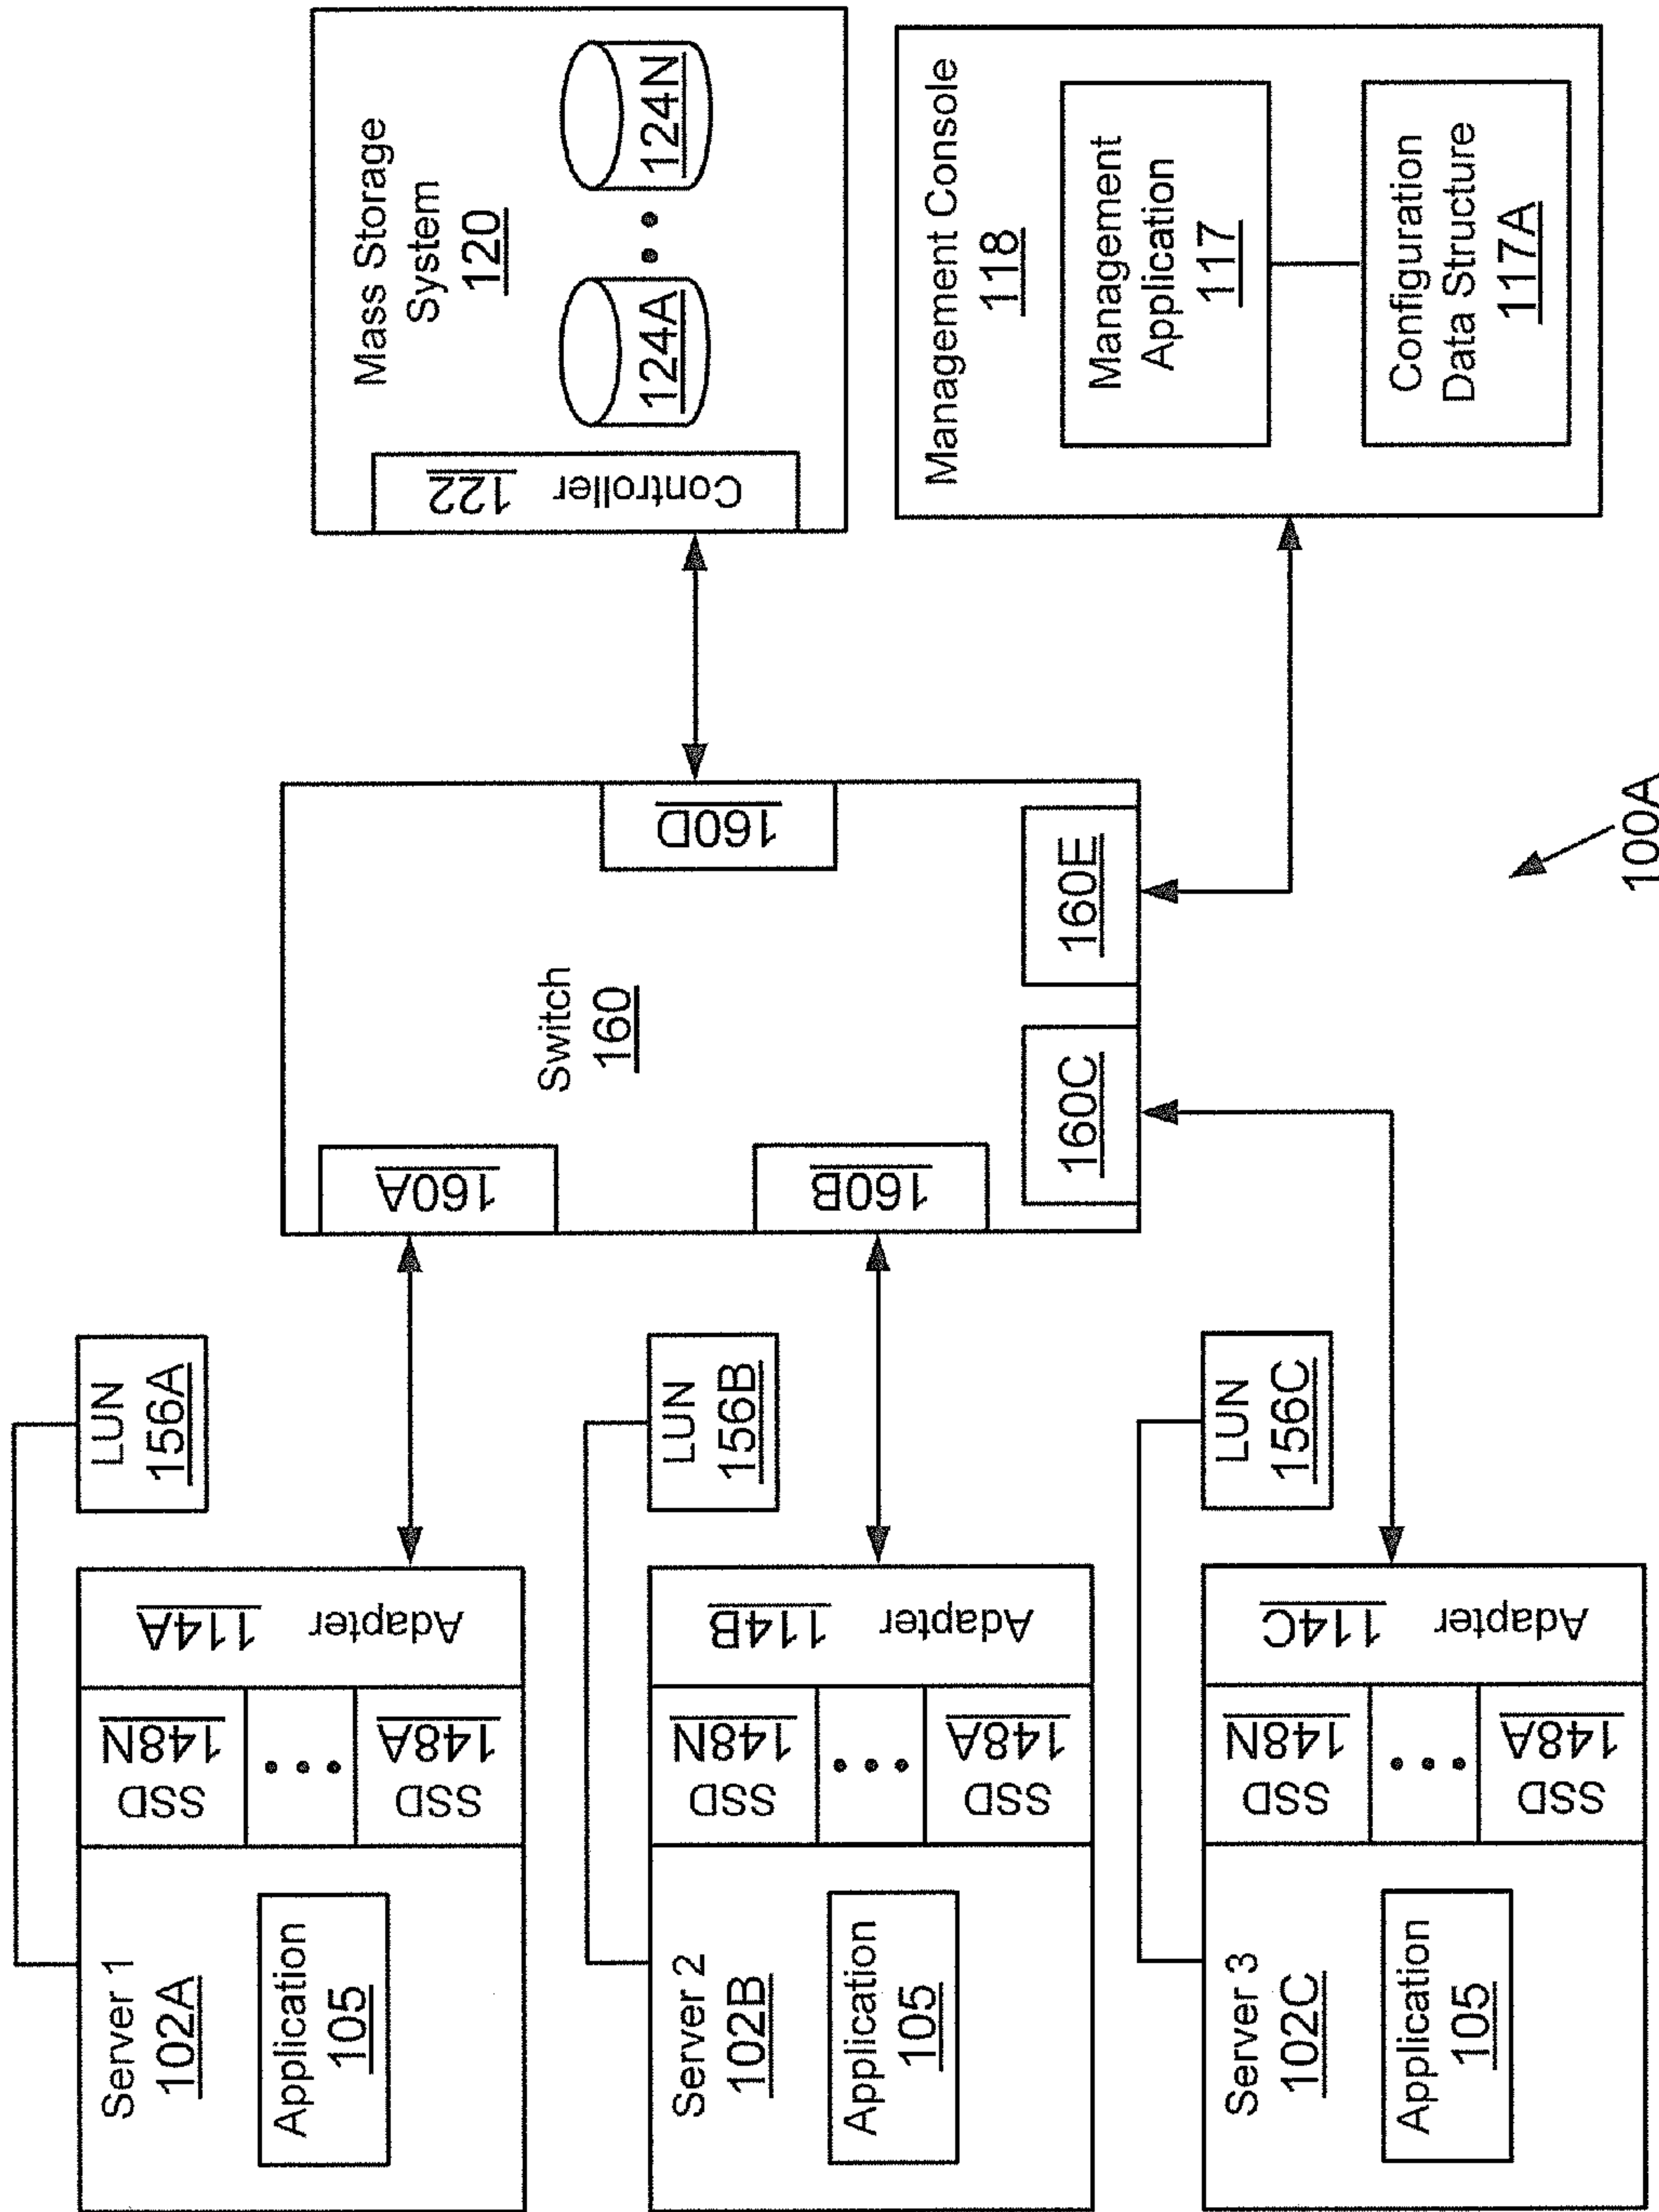 Server 1
102A
Application
105
SSD
148N
SSD
148A
Adapter 114A
LUN
156A
Server 2
102B
Application
105
SSD
148N
SSD
148A
Adapter 114B
LUN
156B
Server 3
102C
Application
105
SSD
148N
SSD
148A
Adapter 114C
LUN
156C
Switch
160
160A
160B
160C
160D
160E
Mass Storage
System
120
Controller 122
124A
124N
Management Console
118
Management
Application
117
Configuration
Data Structure
117A
100A